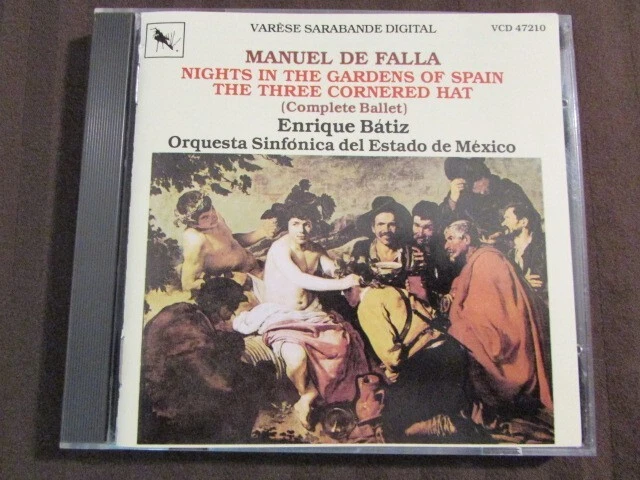 VARÈSE SARABANDE DIGITAL
VCD 47210
MANUEL DE FALLA
NIGHTS IN THE GARDENS OF SPAIN
THE THREE CORNERED HAT
(Complete Ballet)
Enrique Bátiz
Orquesta Sinfónica del Estado de México